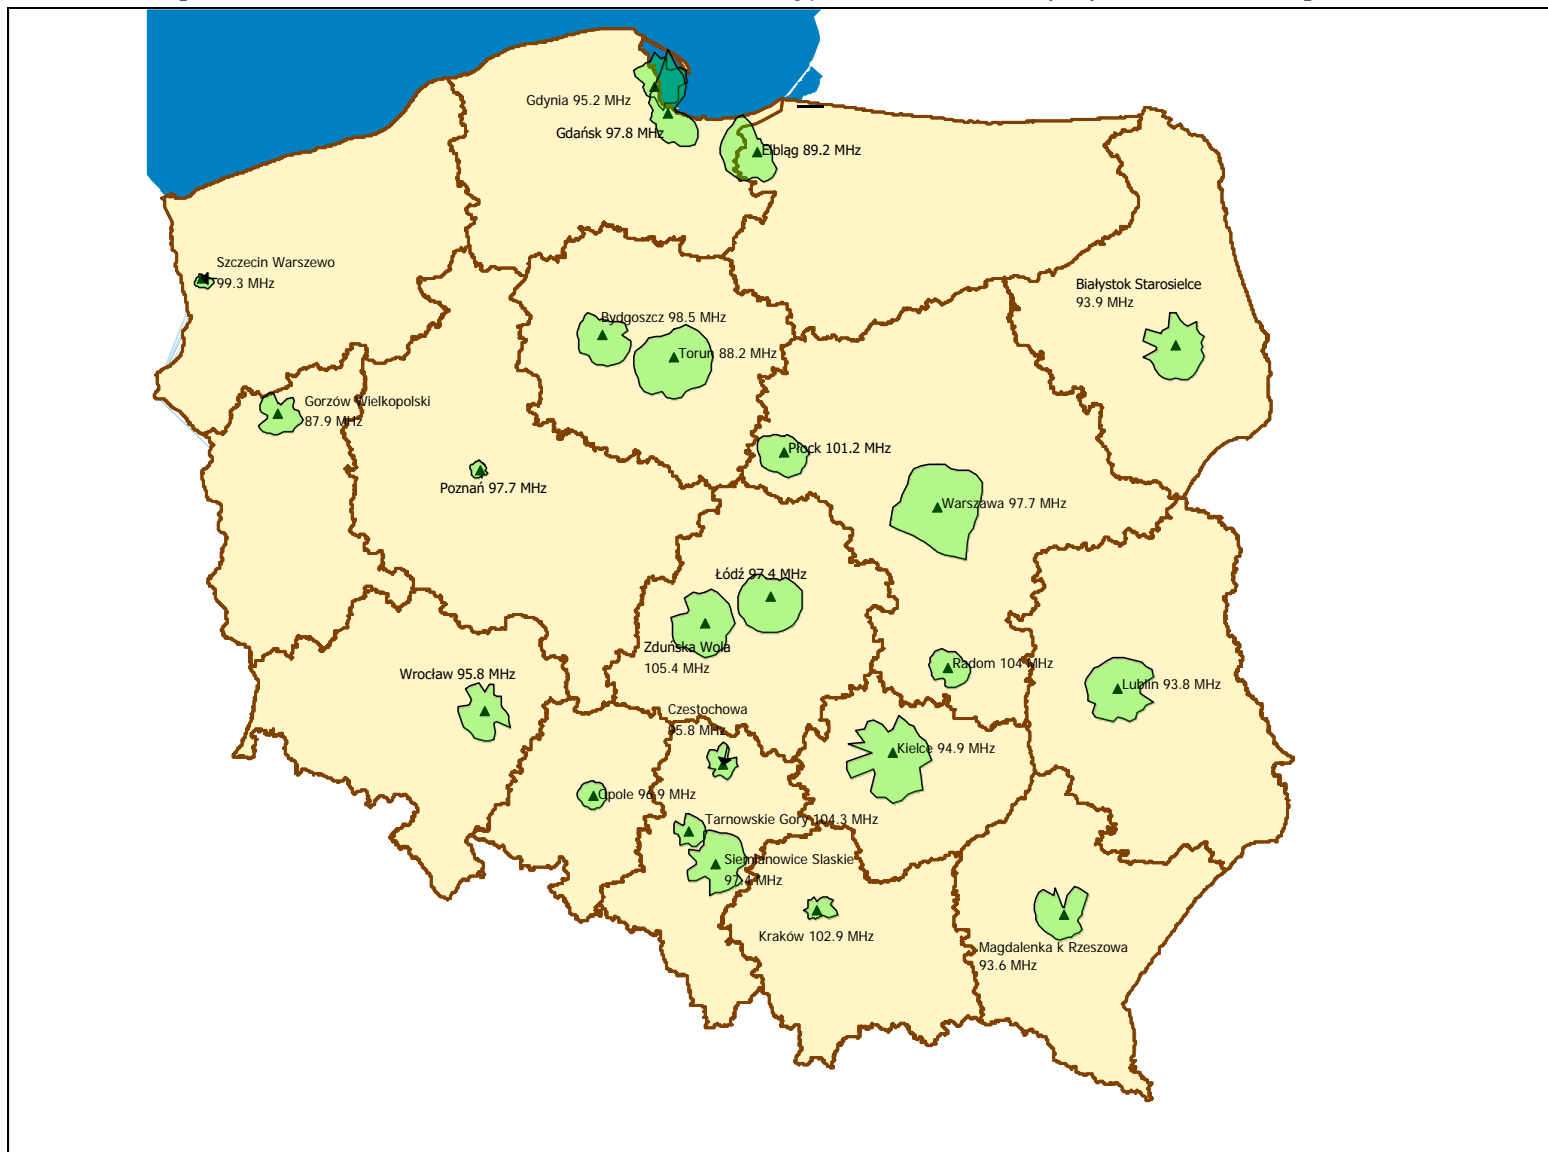 Gdynia 95.2 MHz
Gdańsk 97.8 MHz
Elbląg 89.2 MHz
Szczecin Warszewo
99.3 MHz
Białystok Starosielce
93.9 MHz
Bydgoszcz 98.5 MHz
Torun 88.2 MHz
Gorzów Wielkopolski
87.9 MHz
Płock 101.2 MHz
Poznań 97.7 MHz
Warszawa 97.7 MHz
Łódź 97.4 MHz
Zduńska Wola
105.4 MHz
Radom 104 MHz
Wrocław 95.8 MHz
Lublin 93.8 MHz
Czestochowa
95.8 MHz
Kielce 94.9 MHz
Opole 96.9 MHz
Tarnowskie Gory 104.3 MHz
Siemianowice Slaskie
97.4 MHz
Kraków 102.9 MHz
Magdalenka k Rzeszowa
93.6 MHz